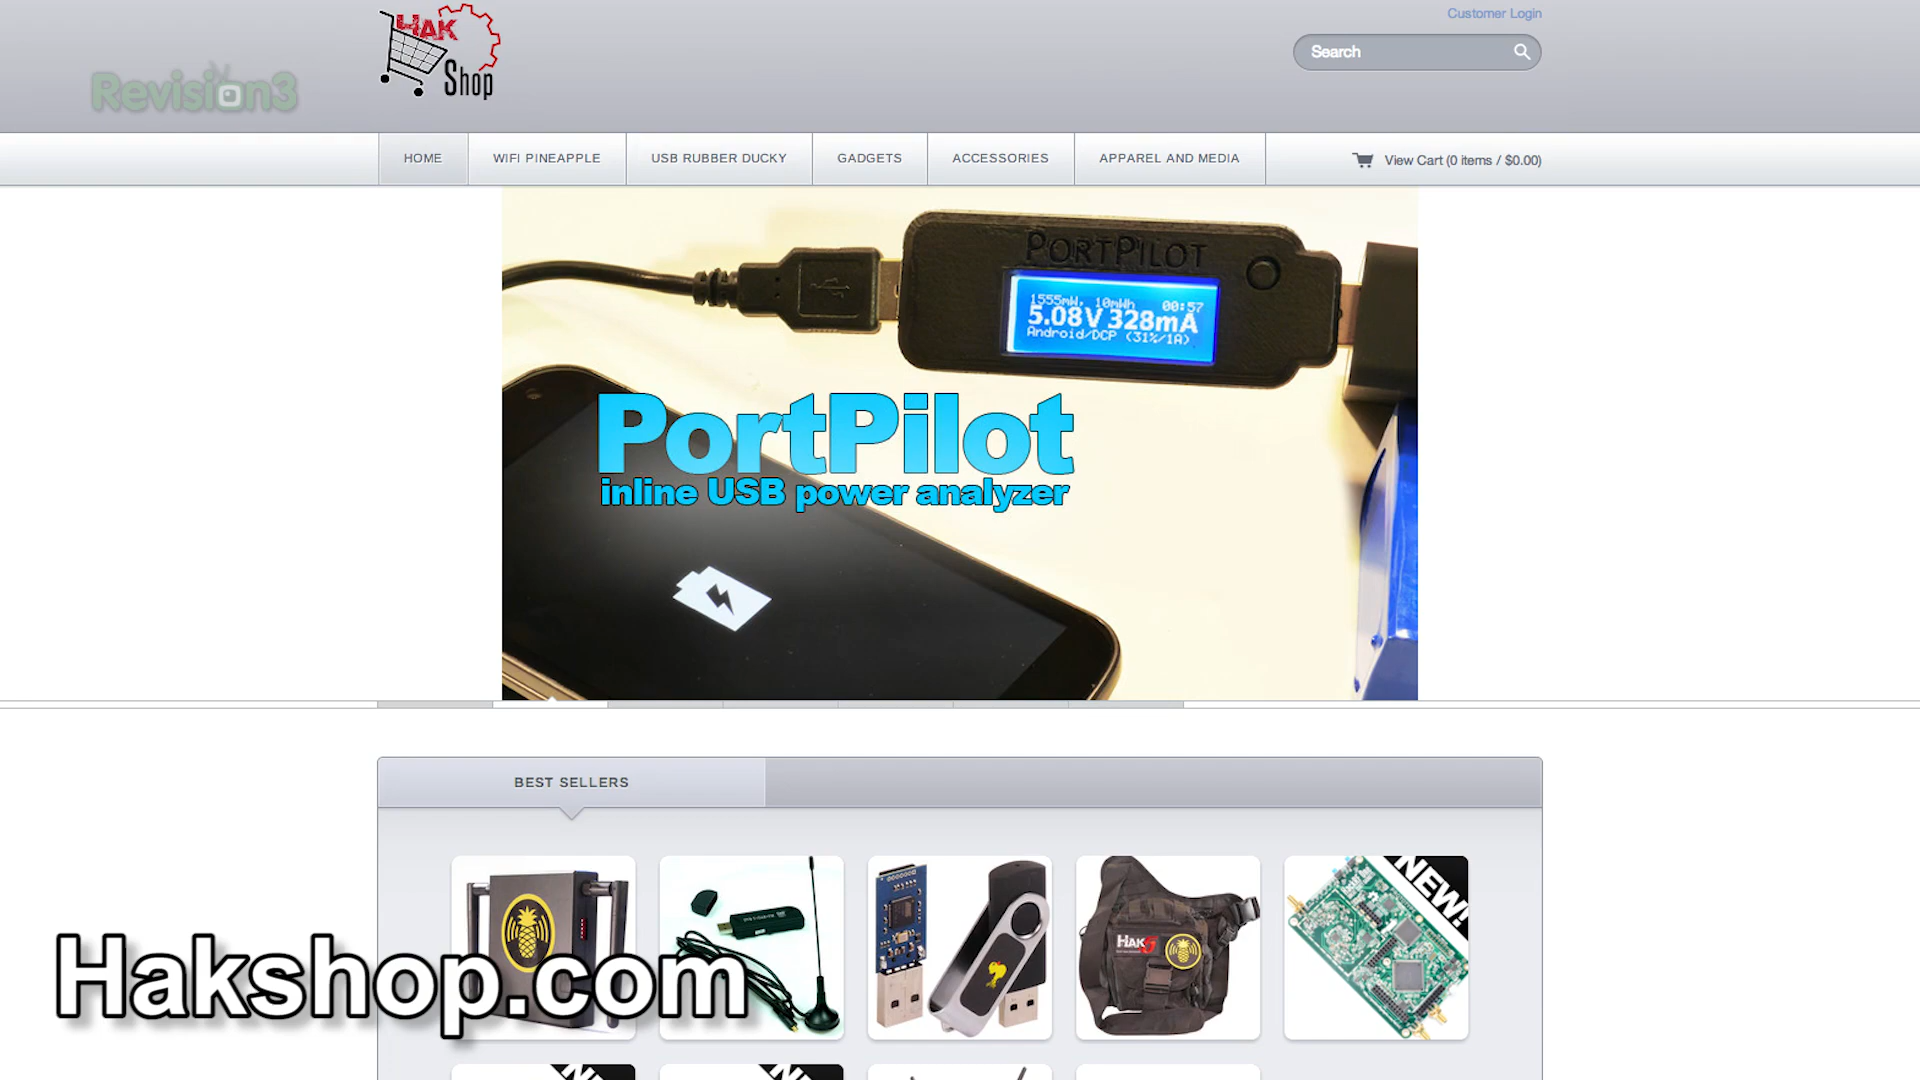 Customer Login
HAK
Shop
Search
Revision3
HOME
WIFI PINEAPPLE
USB RUBBER DUCKY
GADGETS
ACCESSORIES
APPAREL AND MEDIA
View Cart (0 items / $0.00)
PORTPILOT
1555mW, 10mWh 00:57
5.08V 328mA
Android/DCP (31%/1A)
PortPilot
inline USB power analyzer
BEST SELLERS
HAK5
NEW!
Hakshop.com